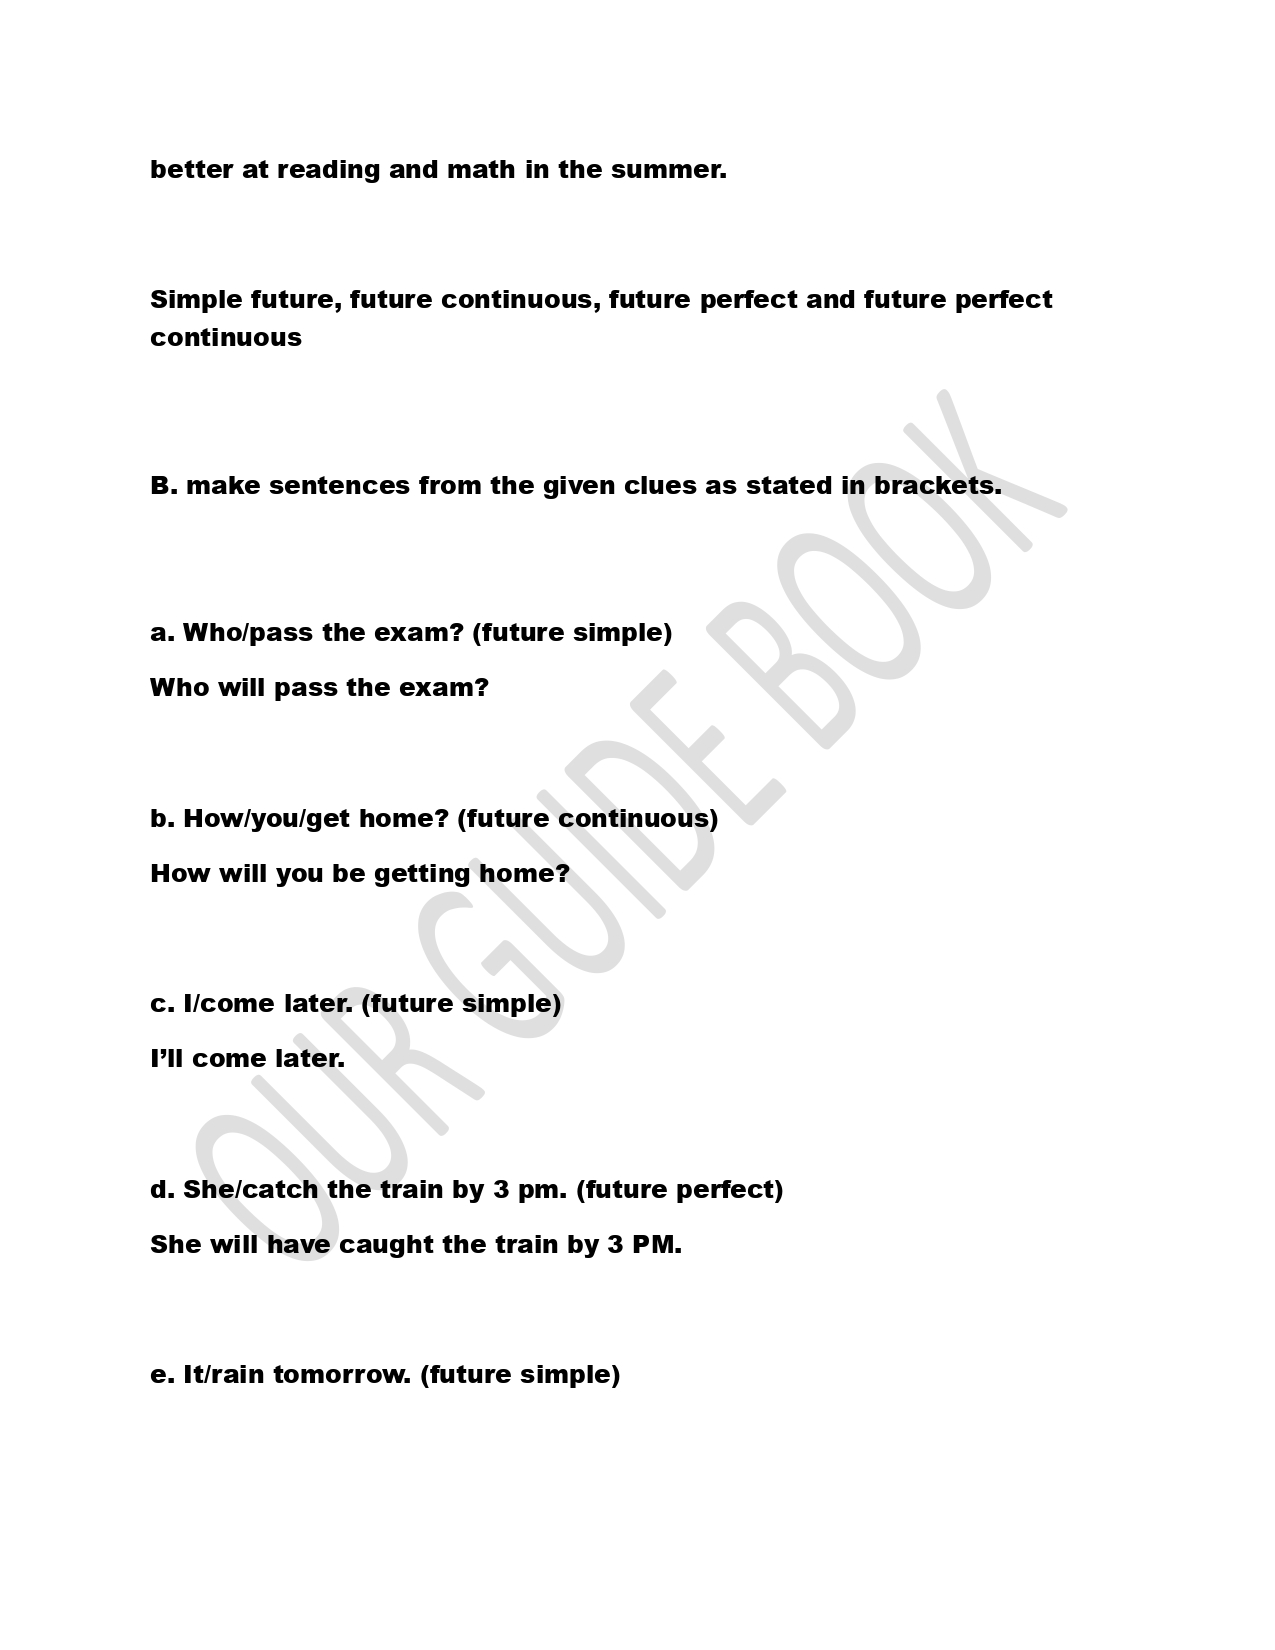 better at reading and math in the summer.
Simple future, future continuous, future perfect and future perfect
continuous
B. make sentences from the given clues as stated in brackets.
a. Who/pass the exam? (future simple)
Who will pass the exam?
b. How/you/get home? (future continuous)
How will you be getting home?
c. I/come later. (future simple)
I’ll come later.
d. She/catch the train by 3 pm. (future perfect)
She will have caught the train by 3 PM.
e. It/rain tomorrow. (future simple)
OUR GUIDE BOOK